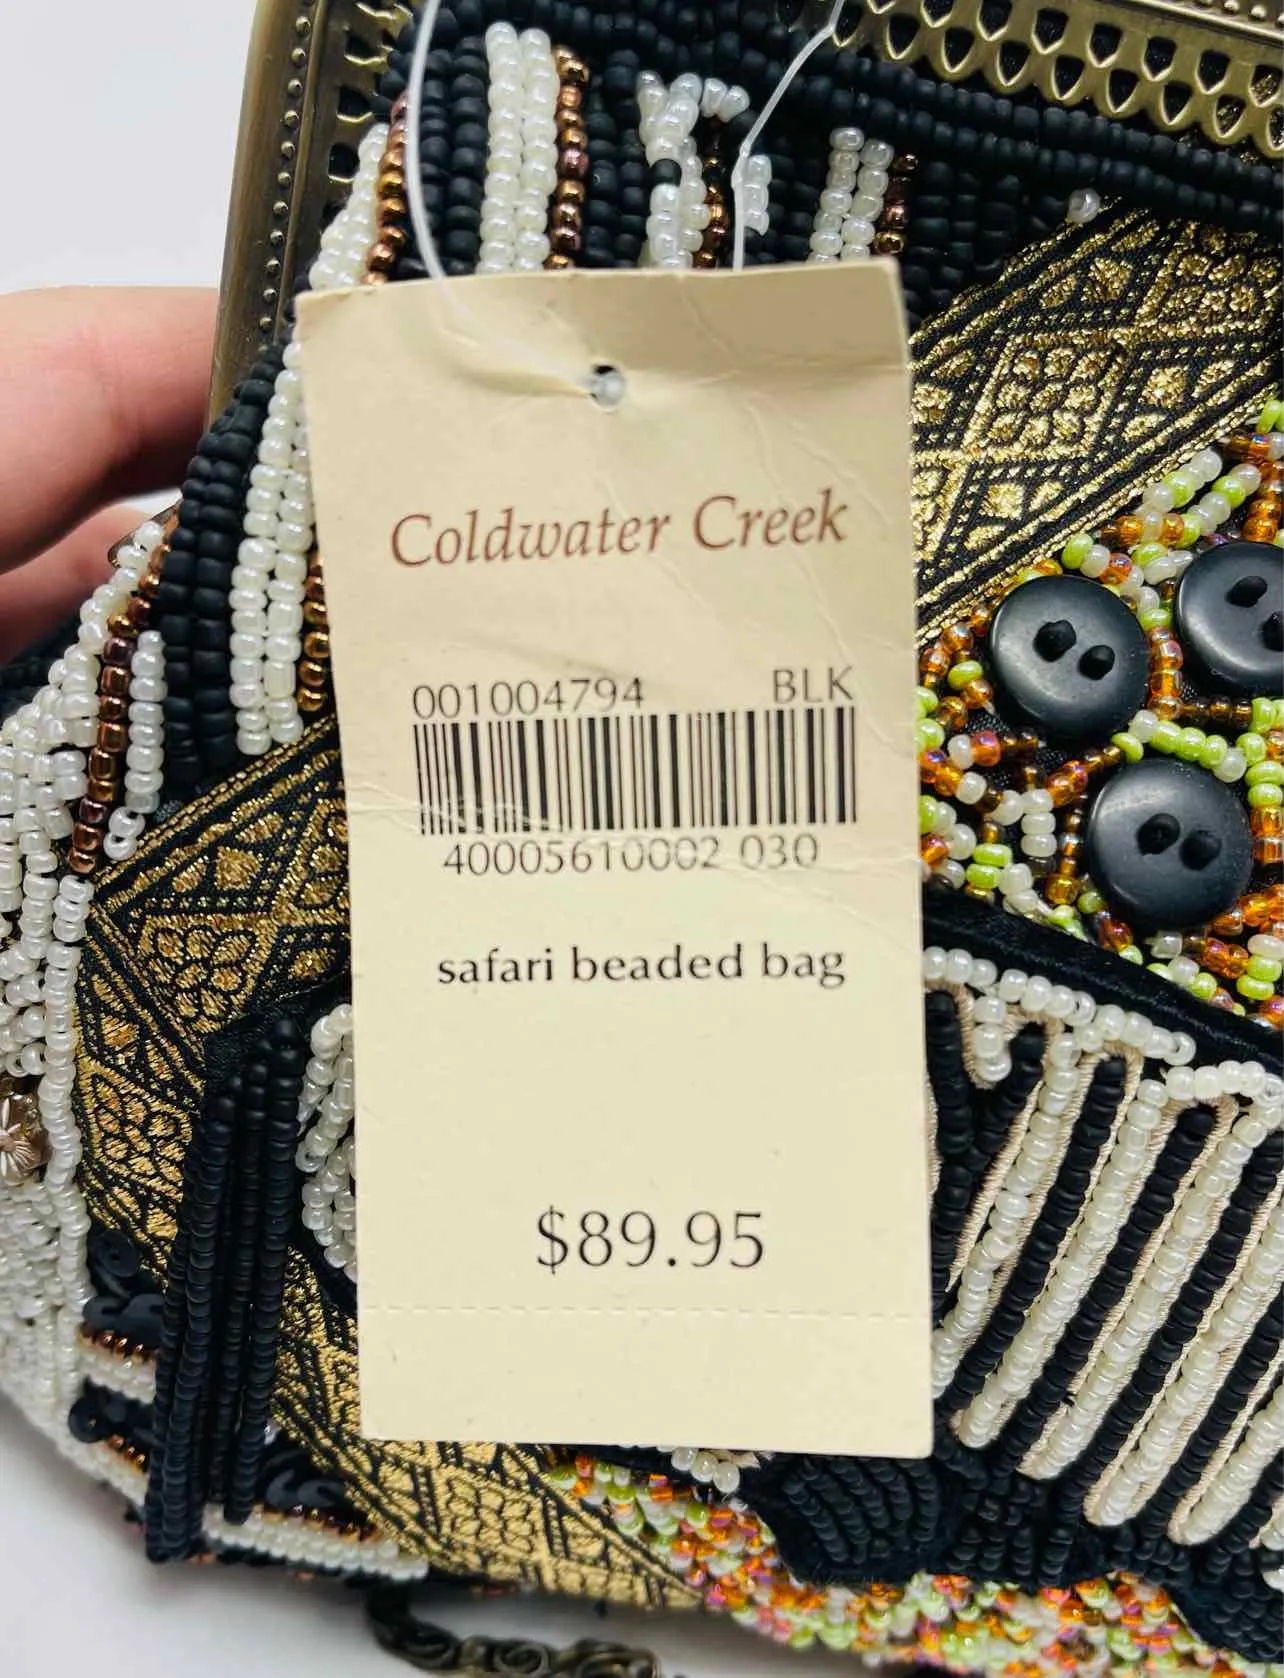 Coldwater Creek
001004794 BLK
40005610002 030
safari beaded bag
$89.95